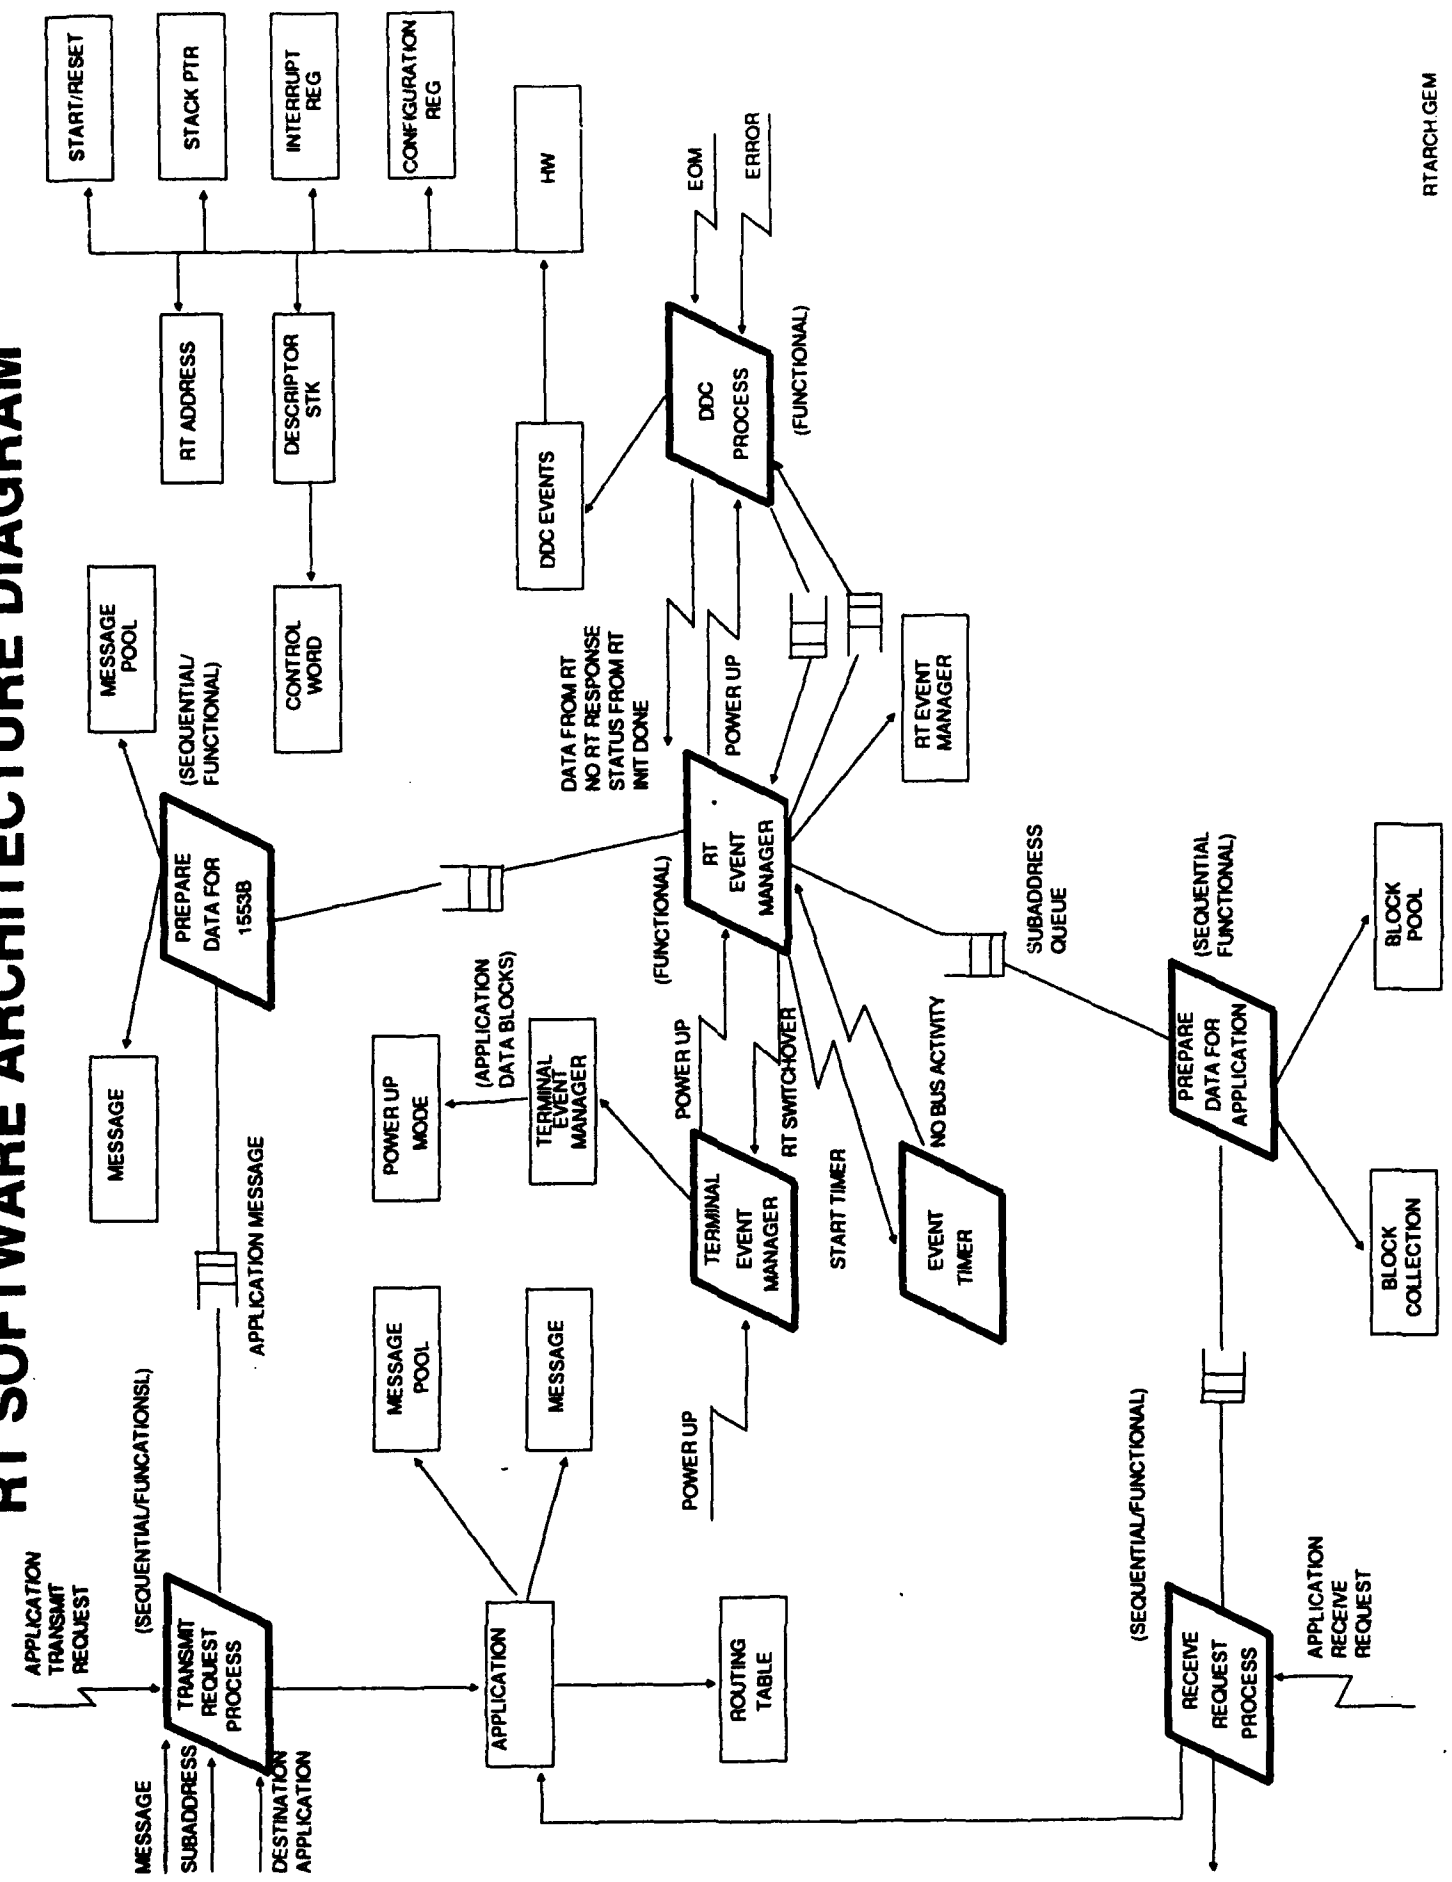 RT SOFTWARE ARCHITECTURE DIAGRAM
APPLICATION
TRANSMIT
REQUEST
MESSAGE
SUBADDRESS
DESTINATION
APPLICATION
TRANSMIT
REQUEST
PROCESS
(SEQUENTIAL/FUNCATIONSL)
APPLICATION MESSAGE
MESSAGE
PREPARE
DATA FOR
1553B
(SEQUENTIAL/
FUNCTIONAL)
MESSAGE
POOL
RT ADDRESS
DESCRIPTOR
STK
CONTROL
WORD
START/RESET
STACK PTR
INTERRUPT
REG
CONFIGURATION
REG
HW
DDC EVENTS
APPLICATION
MESSAGE
POOL
MESSAGE
ROUTING
TABLE
POWER UP
MODE
(APPLICATION
DATA BLOCKS)
TERMINAL
EVENT
MANAGER
POWER UP
TERMINAL
EVENT
MANAGER
POWER UP
RT SWITCHOVER
(FUNCTIONAL)
RT
EVENT
MANAGER
DATA FROM RT
NO RT RESPONSE
STATUS FROM RT
INIT DONE
POWER UP
DDC
PROCESS
(FUNCTIONAL)
EOM
ERROR
START TIMER
EVENT
TIMER
NO BUS ACTIVITY
RT EVENT
MANAGER
SUBADDRESS
QUEUE
(SEQUENTIAL/FUNCTIONAL)
RECEIVE
REQUEST
PROCESS
APPLICATION
RECEIVE
REQUEST
PREPARE
DATA FOR
APPLICATION
(SEQUENTIAL
FUNCTIONAL)
BLOCK
COLLECTION
BLOCK
POOL
RTARCH.GEM